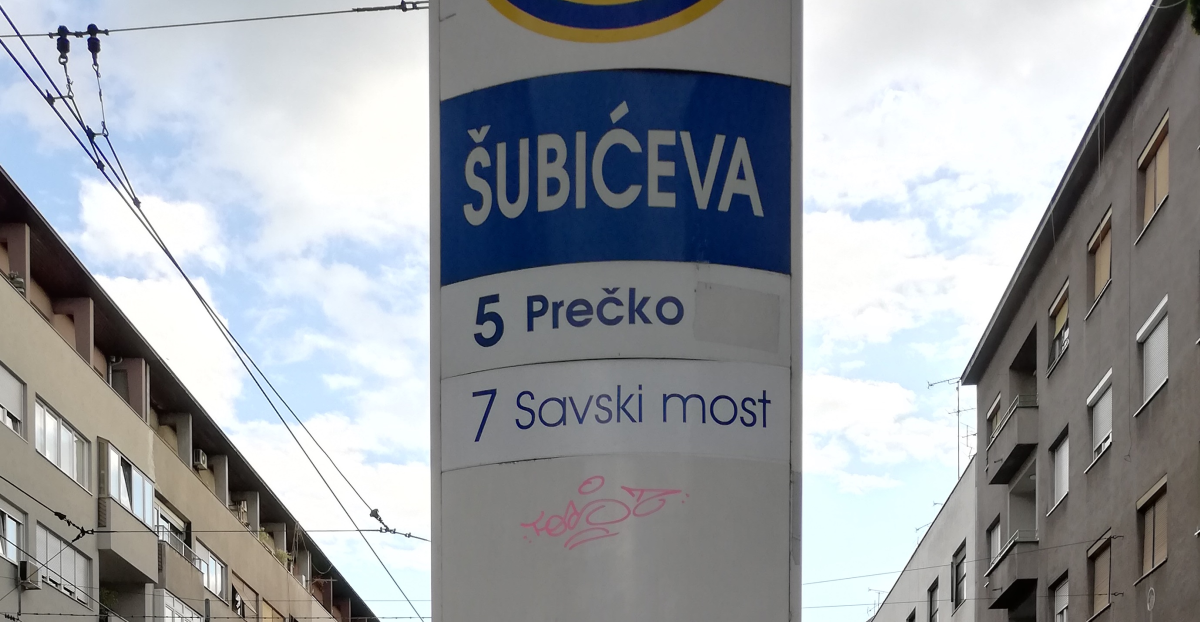 ŠUBIĆEVA
5 Prečko
7 Savski most